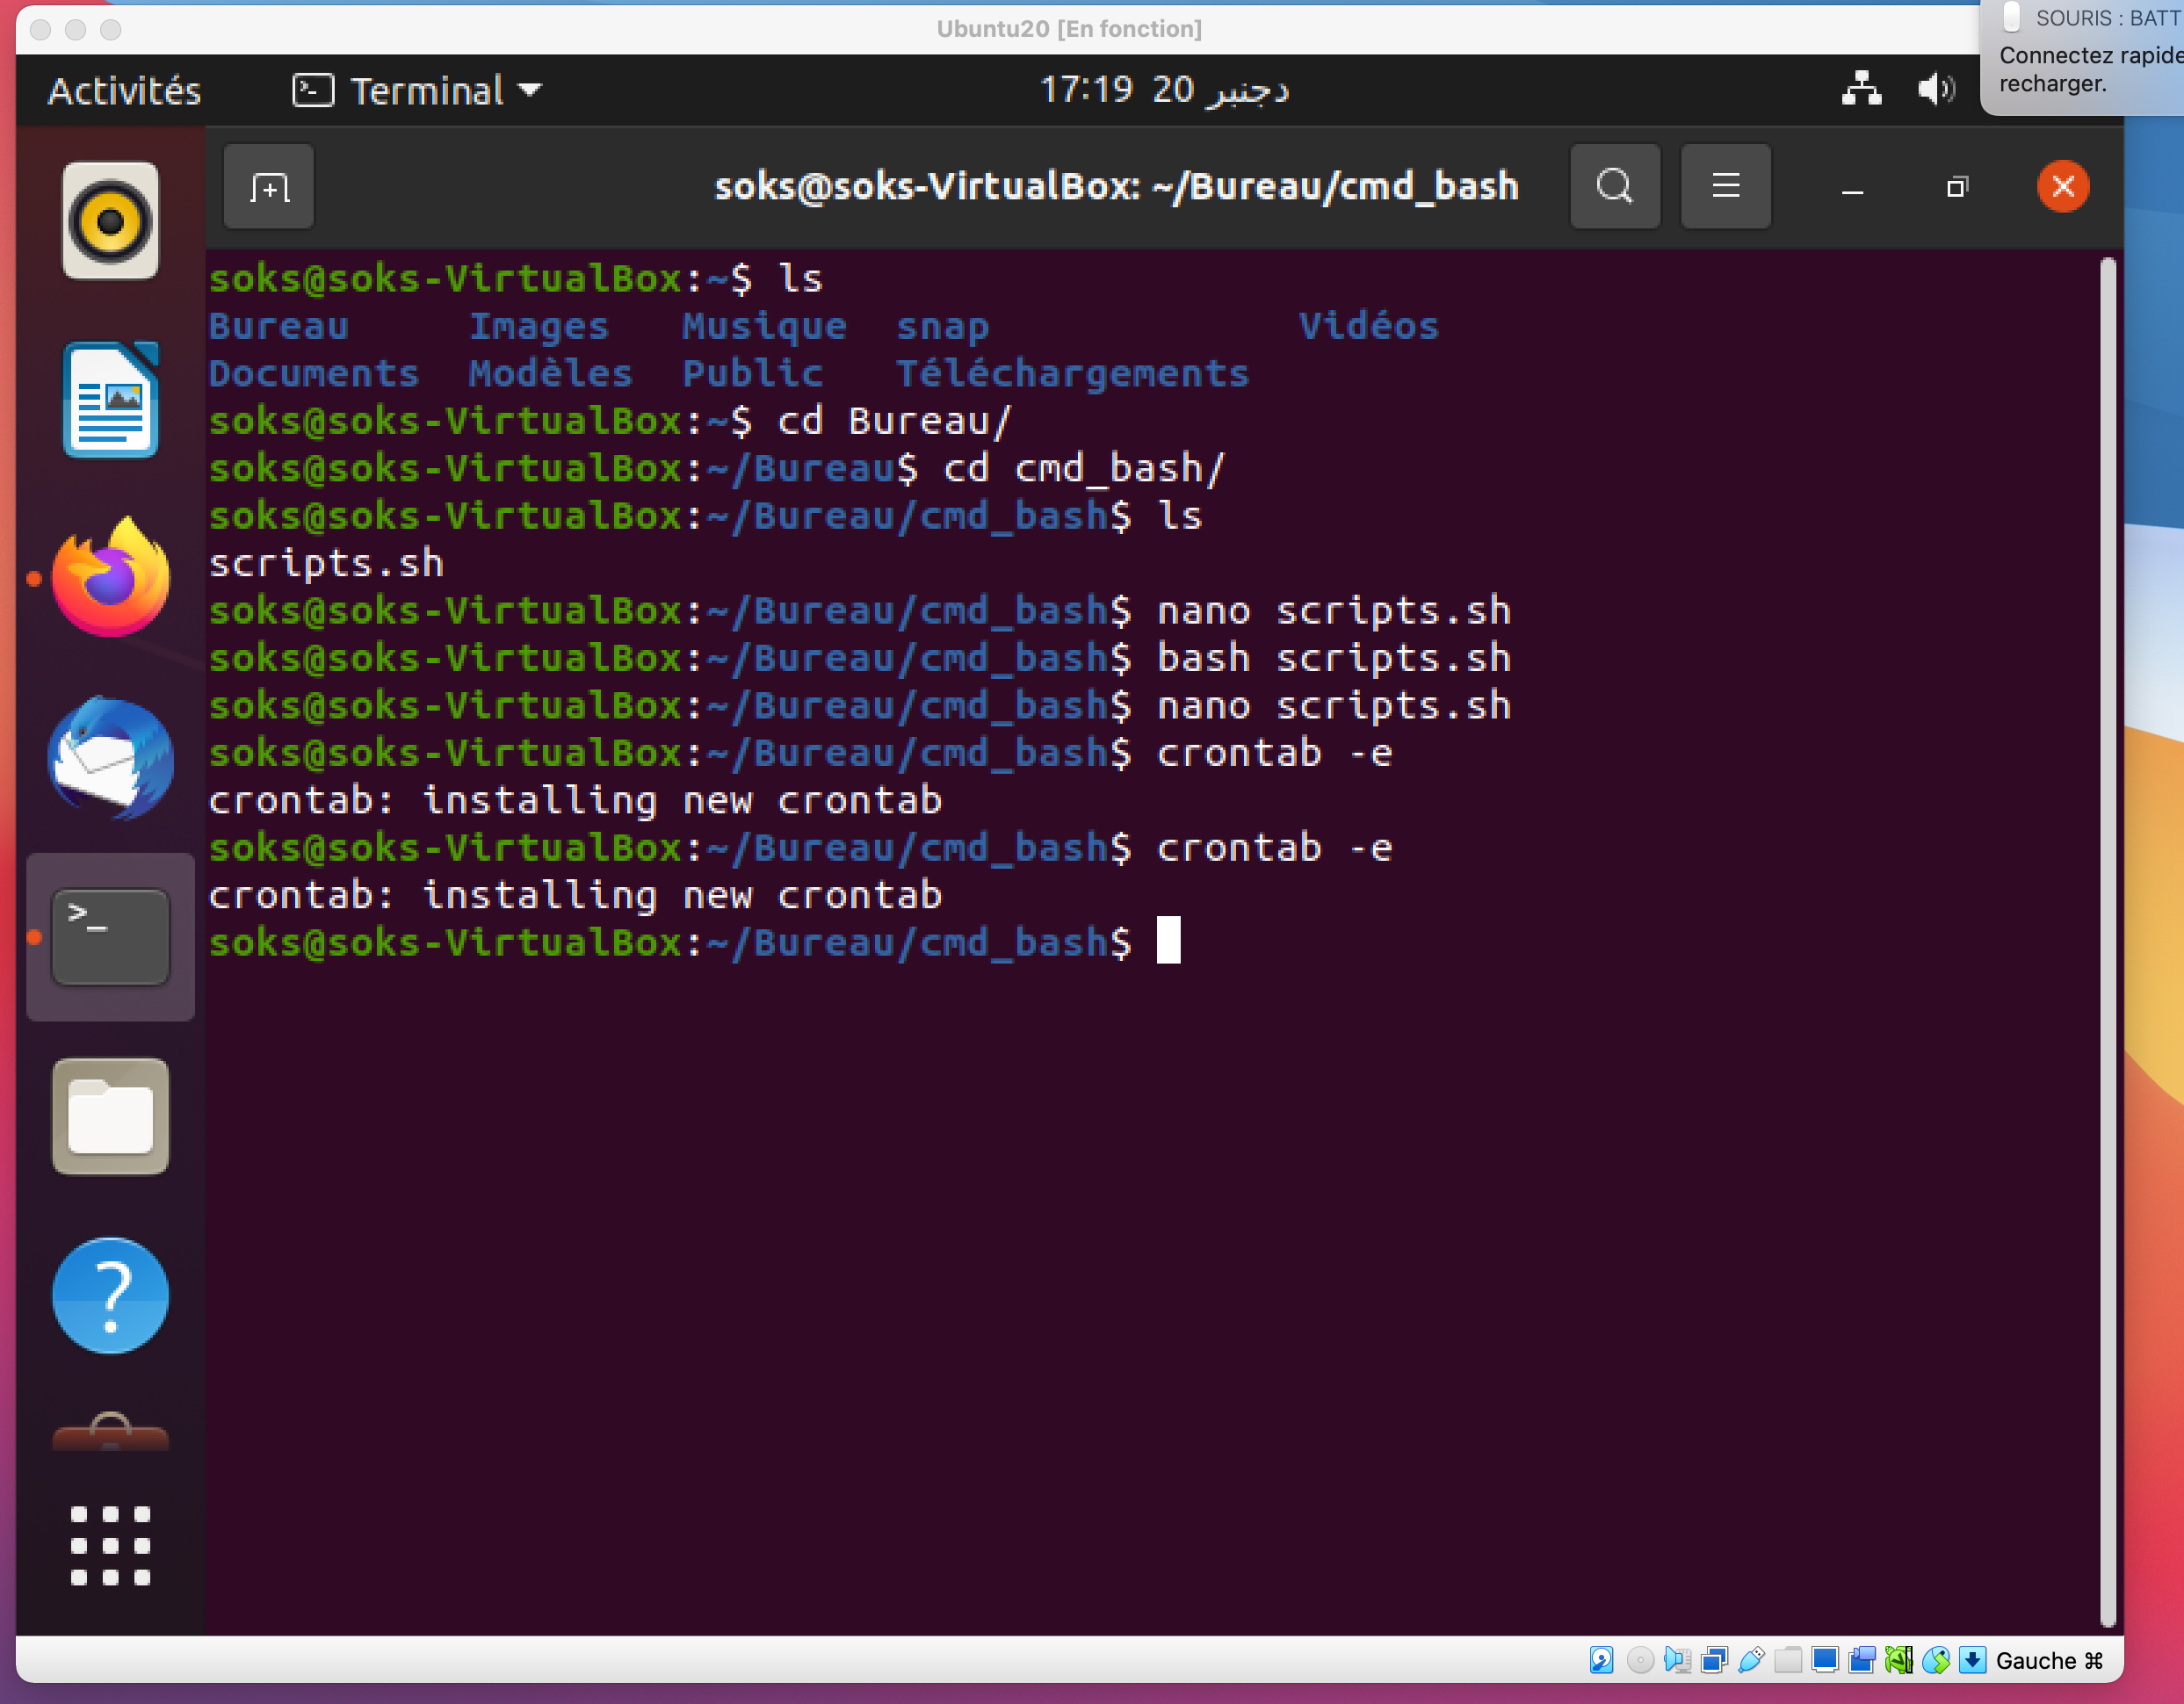 Ubuntu20 [En fonction]
SOURIS : BATT
Connectez rapide
recharger.
Activités
Terminal
17:19 20 دجنبر
soks@soks-VirtualBox: ~/Bureau/cmd_bash
soks@soks-VirtualBox:~$ ls
Bureau Images Musique snap Vidéos
Documents Modèles Public Téléchargements
soks@soks-VirtualBox:~$ cd Bureau/
soks@soks-VirtualBox:~/Bureau$ cd cmd_bash/
soks@soks-VirtualBox:~/Bureau/cmd_bash$ ls
scripts.sh
soks@soks-VirtualBox:~/Bureau/cmd_bash$ nano scripts.sh
soks@soks-VirtualBox:~/Bureau/cmd_bash$ bash scripts.sh
soks@soks-VirtualBox:~/Bureau/cmd_bash$ nano scripts.sh
soks@soks-VirtualBox:~/Bureau/cmd_bash$ crontab -e
crontab: installing new crontab
soks@soks-VirtualBox:~/Bureau/cmd_bash$ crontab -e
crontab: installing new crontab
soks@soks-VirtualBox:~/Bureau/cmd_bash$
Gauche ⌘